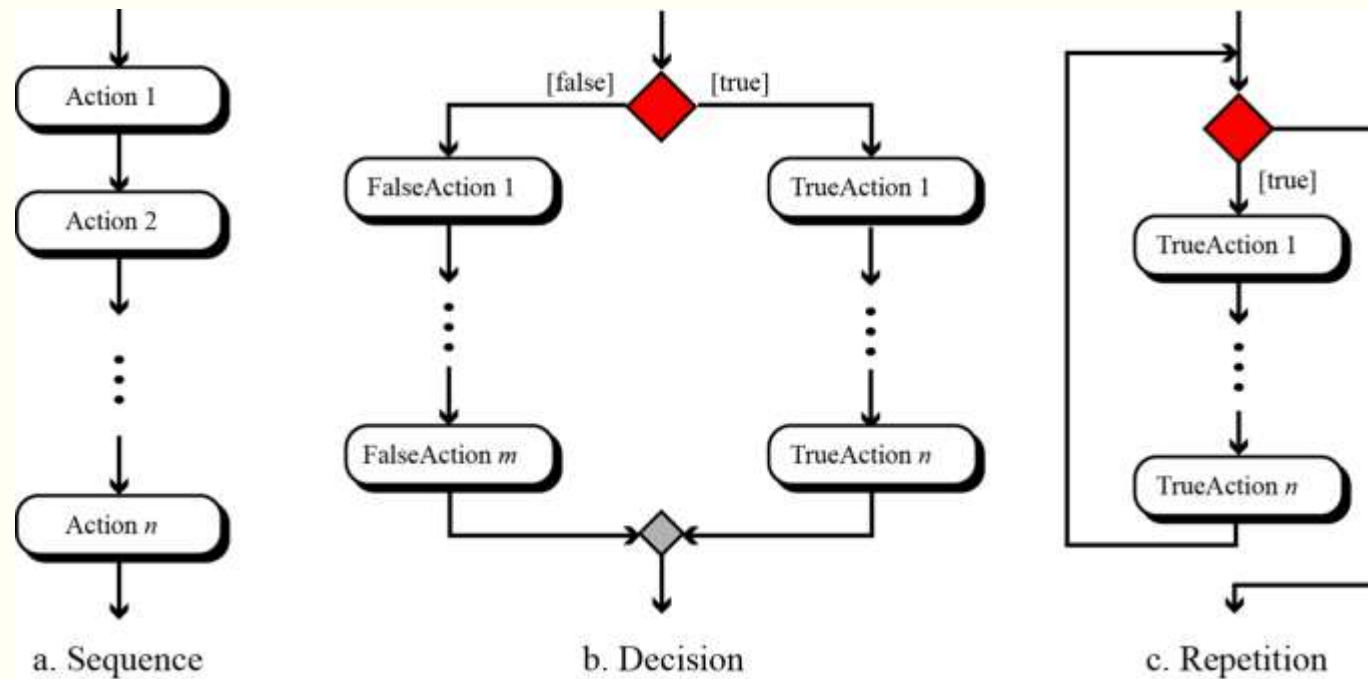 Action 1
Action 2
Action n
a. Sequence
[false] [true]
FalseAction 1
TrueAction 1
FalseAction m
TrueAction n
b. Decision
[true]
TrueAction 1
TrueAction n
c. Repetition